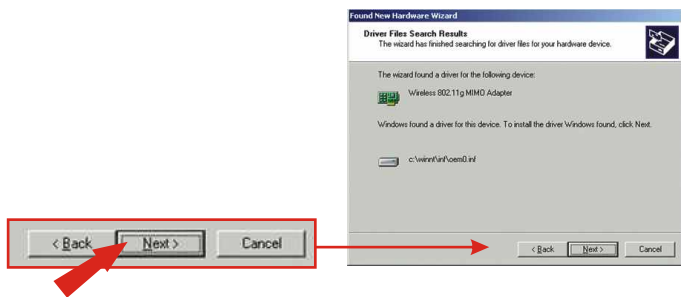 Found New Hardware Wizard
Driver Files Search Results
The wizard has finished searching for driver files for your hardware device.
The wizard found a driver for the following device:
Wireless 802.11g MIMO Adapter
Windows found a driver for this device. To install the driver Windows found, click Next.
c:\winnt\inf\oem0.inf
< Back Next > Cancel
< Back Next > Cancel